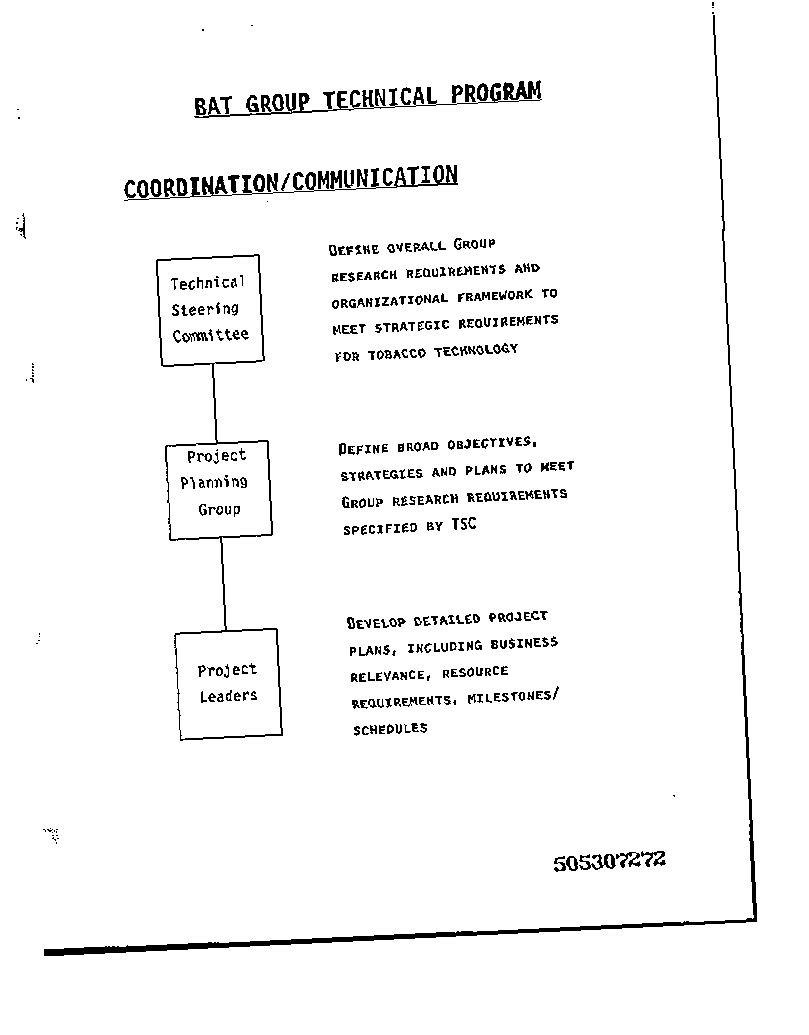 BAT GROUP TECHNICAL PROGRAM
COORDINATION/COMMUNICATION
Technical
Steering
Committee
DEFINE OVERALL GROUP
RESEARCH REQUIREMENTS AND
ORGANIZATIONAL FRAMEWORK TO
MEET STRATEGIC REQUIREMENTS
FOR TOBACCO TECHNOLOGY
Project
Planning
Group
DEFINE BROAD OBJECTIVES,
STRATEGIES AND PLANS TO MEET
GROUP RESEARCH REQUIREMENTS
SPECIFIED BY TSC
Project
Leaders
DEVELOP DETAILED PROJECT
PLANS, INCLUDING BUSINESS
RELEVANCE, RESOURCE
REQUIREMENTS, MILESTONES/
SCHEDULES
505307272